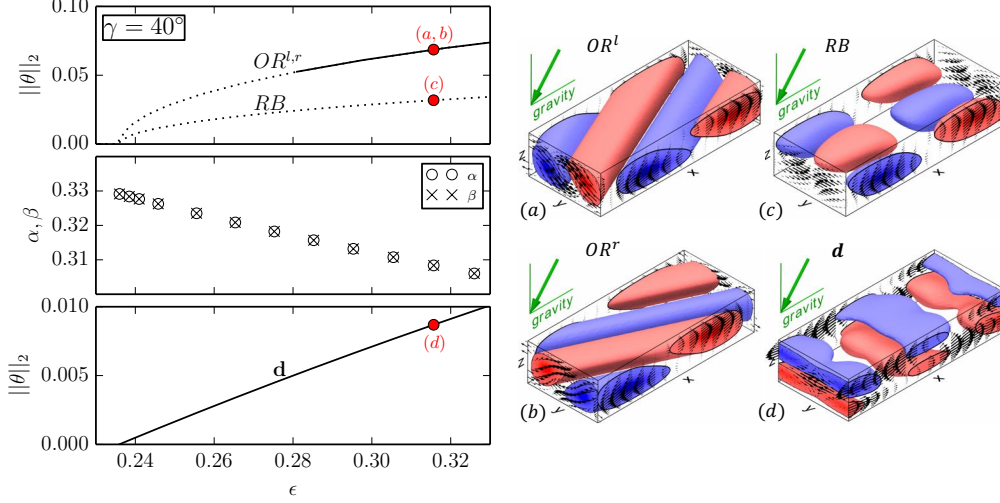 γ = 40°
||θ||₂
0.10
0.05
0.00
OR^{l,r}
RB
(a, b)
(c)
α, β
0.33
0.32
0.31
α
β
||θ||₂
0.010
0.005
0.000
d
(d)
0.24
0.26
0.28
0.30
0.32
ϵ
OR^l
gravity
z
y
x
(a)
RB
gravity
z
y
x
(c)
OR^r
gravity
z
y
x
(b)
d
gravity
z
y
x
(d)